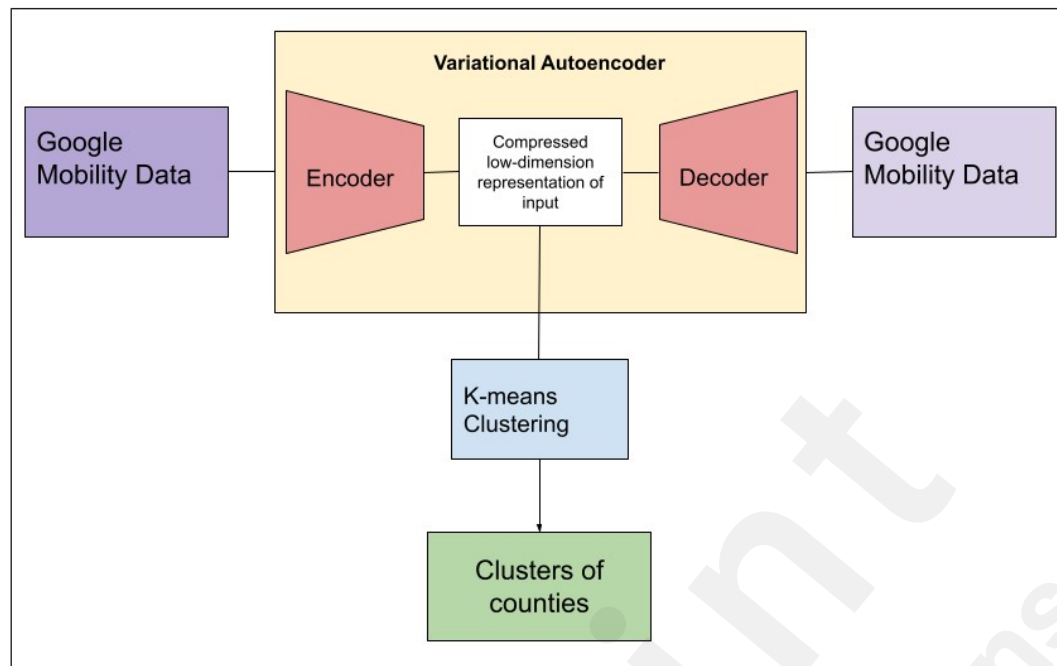 Variational Autoencoder
Google
Mobility Data
Encoder
Compressed
low-dimension
representation of
input
Decoder
Google
Mobility Data
K-means
Clustering
Clusters of
counties